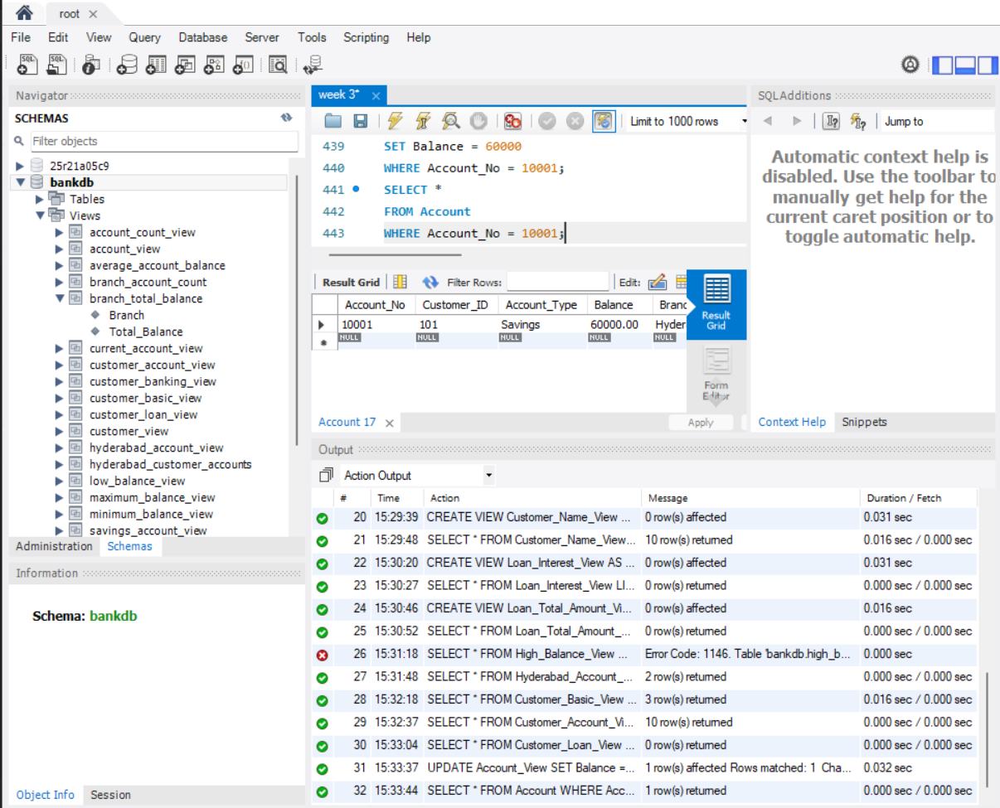 root
File Edit View Query Database Server Tools Scripting Help
Navigator
SCHEMAS
Filter objects
25r21a05c9
bankdb
Tables
Views
account_count_view
account_view
average_account_balance
branch_account_count
branch_total_balance
Branch
Total_Balance
current_account_view
customer_account_view
customer_banking_view
customer_basic_view
customer_loan_view
customer_view
hyderabad_account_view
hyderabad_customer_accounts
low_balance_view
maximum_balance_view
minimum_balance_view
savings_account_view
Administration Schemas
Information
Schema: bankdb
Object Info Session
week 3*
Limit to 1000 rows
439 SET Balance = 60000
440 WHERE Account_No = 10001;
441 SELECT *
442 FROM Account
443 WHERE Account_No = 10001;
Result Grid Filter Rows: Edit:
Account_No Customer_ID Account_Type Balance Branc
10001 101 Savings 60000.00 Hyder
NULL NULL NULL NULL NULL
Result
Grid
Form
Editor
Account 17 Apply
SQLAdditions
Jump to
Automatic context help is
disabled. Use the toolbar to
manually get help for the
current caret position or to
toggle automatic help.
Context Help Snippets
Output
Action Output
# Time Action Message Duration / Fetch
20 15:29:39 CREATE VIEW Customer_Name_View ... 0 row(s) affected 0.031 sec
21 15:29:48 SELECT * FROM Customer_Name_View... 10 row(s) returned 0.016 sec / 0.000 sec
22 15:30:20 CREATE VIEW Loan_Interest_View AS ... 0 row(s) affected 0.031 sec
23 15:30:27 SELECT * FROM Loan_Interest_View LI... 0 row(s) returned 0.000 sec / 0.000 sec
24 15:30:46 CREATE VIEW Loan_Total_Amount_Vi... 0 row(s) affected 0.016 sec
25 15:30:52 SELECT * FROM Loan_Total_Amount_... 0 row(s) returned 0.000 sec / 0.000 sec
26 15:31:18 SELECT * FROM High_Balance_View ... Error Code: 1146. Table 'bankdb.high_b... 0.000 sec
27 15:31:48 SELECT * FROM Hyderabad_Account_... 2 row(s) returned 0.000 sec / 0.000 sec
28 15:32:18 SELECT * FROM Customer_Basic_View ... 3 row(s) returned 0.016 sec / 0.000 sec
29 15:32:37 SELECT * FROM Customer_Account_Vi... 10 row(s) returned 0.000 sec / 0.000 sec
30 15:33:04 SELECT * FROM Customer_Loan_View ... 0 row(s) returned 0.000 sec / 0.000 sec
31 15:33:37 UPDATE Account_View SET Balance =... 1 row(s) affected Rows matched: 1 Cha... 0.032 sec
32 15:33:44 SELECT * FROM Account WHERE Acc... 1 row(s) returned 0.000 sec / 0.000 sec